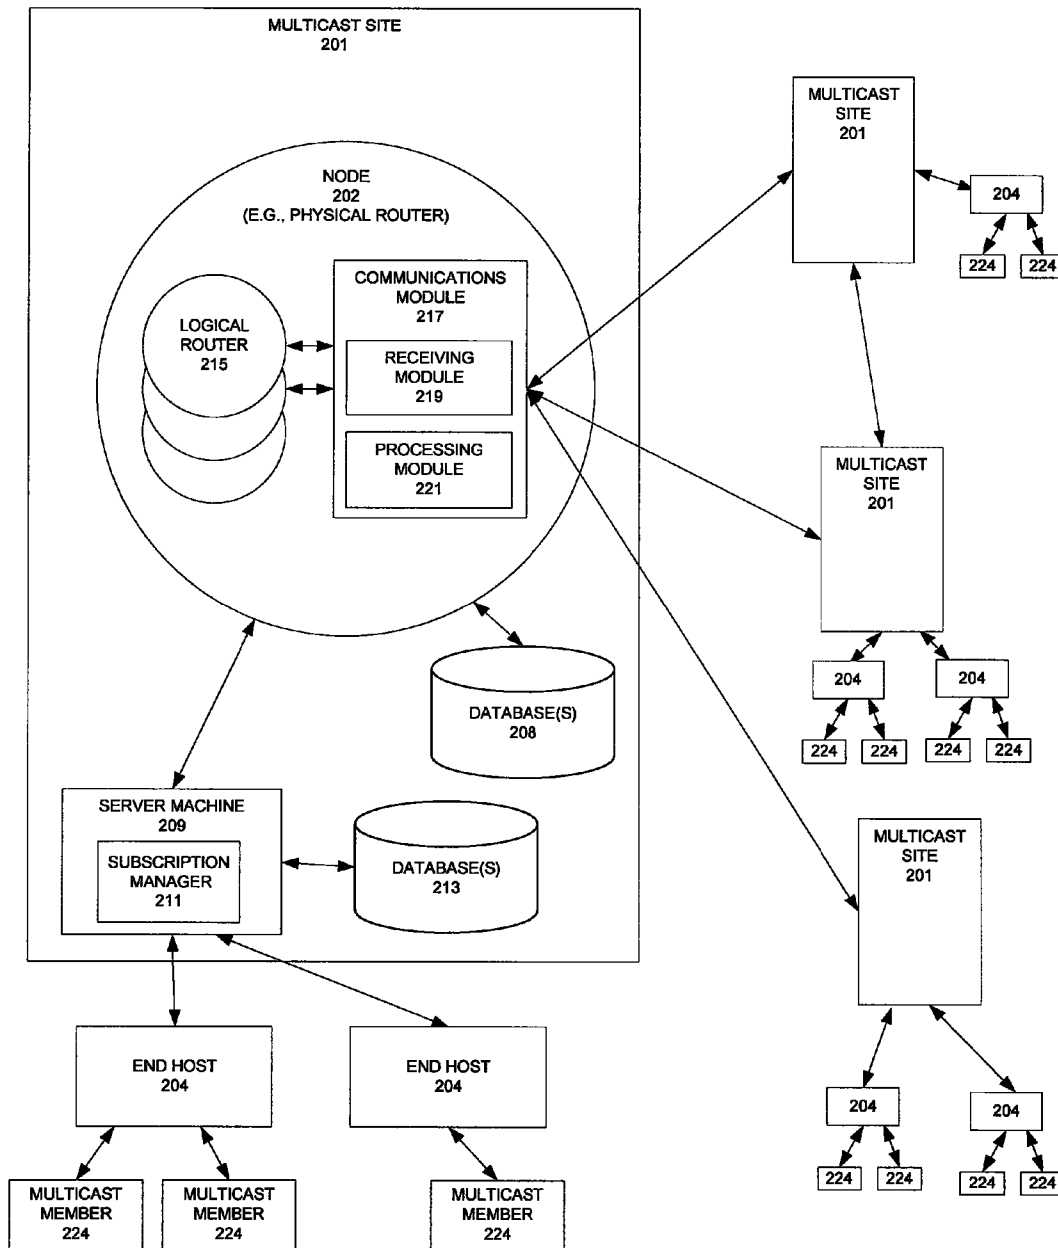 MULTICAST SITE
201
NODE
202
(E.G., PHYSICAL ROUTER)
COMMUNICATIONS
MODULE
217
LOGICAL
ROUTER
215
RECEIVING
MODULE
219
PROCESSING
MODULE
221
DATABASE(S)
208
SERVER MACHINE
209
SUBSCRIPTION
MANAGER
211
DATABASE(S)
213
END HOST
204
END HOST
204
MULTICAST
MEMBER
224
MULTICAST
MEMBER
224
MULTICAST
MEMBER
224
MULTICAST
SITE
201
204
224
224
MULTICAST
SITE
201
204
204
224
224
224
224
MULTICAST
SITE
201
204
204
224
224
224
224